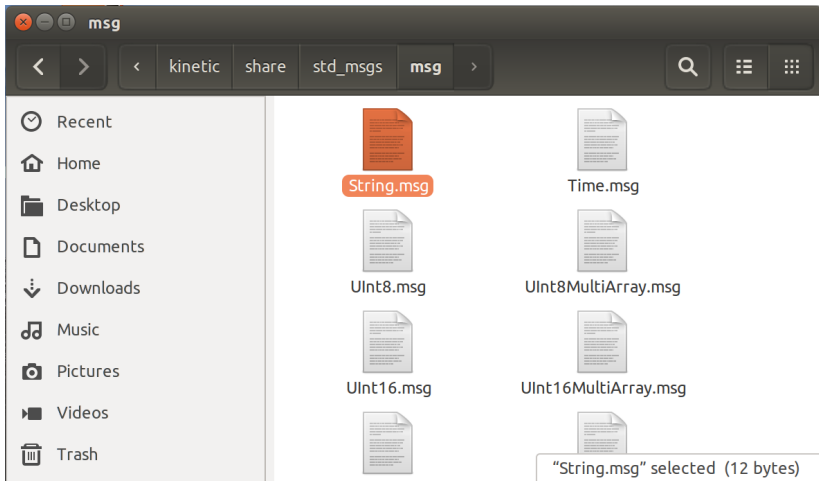 msg
kinetic share std_msgs msg
Recent
Home
Desktop
Documents
Downloads
Music
Pictures
Videos
Trash
String.msg Time.msg
UInt8.msg UInt8MultiArray.msg
UInt16.msg UInt16MultiArray.msg
“String.msg” selected (12 bytes)